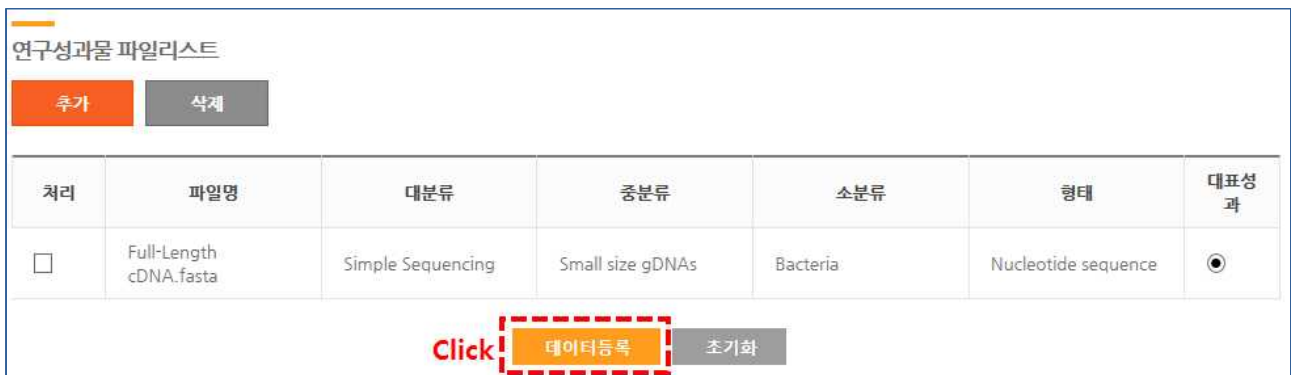 연구성과물 파일리스트
추가 삭제
처리 파일명 대분류 중분류 소분류 형태 대표성
과
Full-Length
cDNA.fasta
Simple Sequencing Small size gDNAs Bacteria Nucleotide sequence
Click 데이터등록 초기화